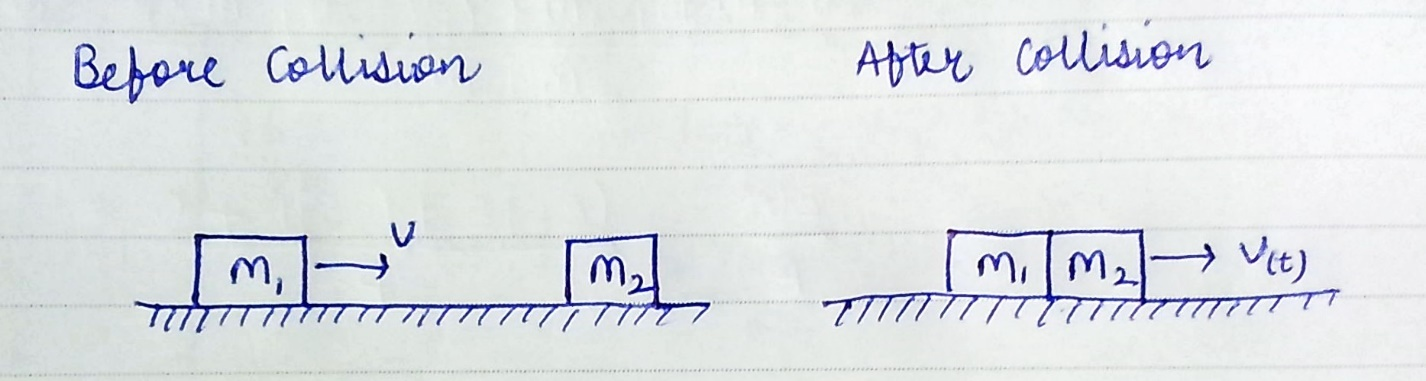 Before Collision
After Collision
m₁ → v
m₂
m₁ m₂ → v(t)